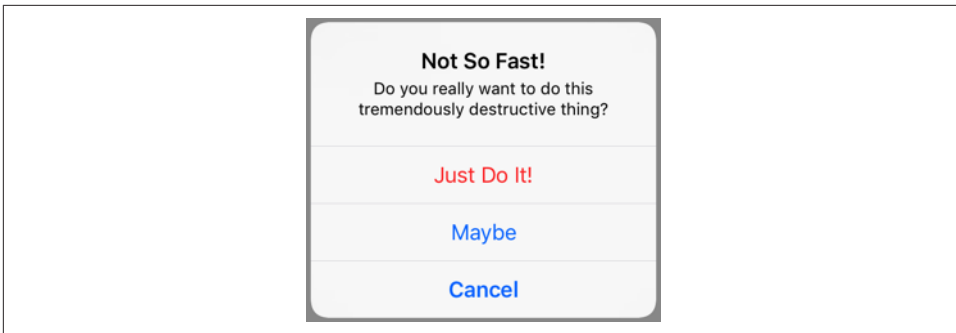 Not So Fast!
Do you really want to do this
tremendously destructive thing?
Just Do It!
Maybe
Cancel